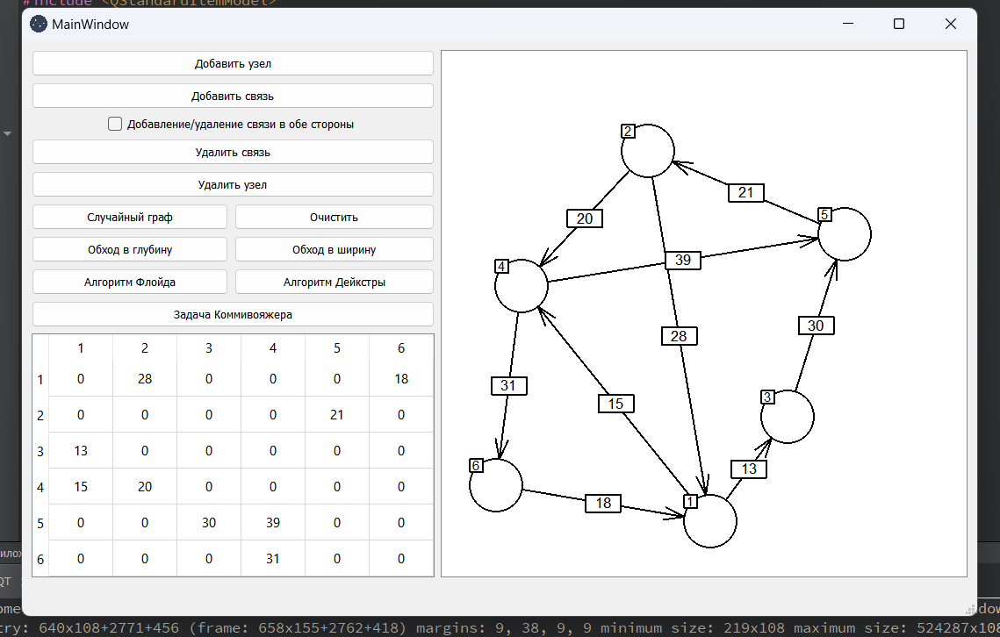 #include <QStandardItemModel>
MainWindow
Добавить узел
Добавить связь
Добавление/удаление связи в обе стороны
Удалить связь
Удалить узел
Случайный граф Очистить
Обход в глубину Обход в ширину
Алгоритм Флойда Алгоритм Дейкстры
Задача Коммивояжера
1 2 3 4 5 6
1 0 28 0 0 0 18
2 0 0 0 0 21 0
3 13 0 0 0 0 0
4 15 20 0 0 0 0
5 0 0 30 39 0 0
6 0 0 0 31 0 0
2
21
5
20
39
4
30
28
31
15
3
6
13
18
1
QT
try: 640x108+2771+456 (frame: 658x155+2762+418) margins: 9, 38, 9, 9 minimum size: 219x108 maximum size: